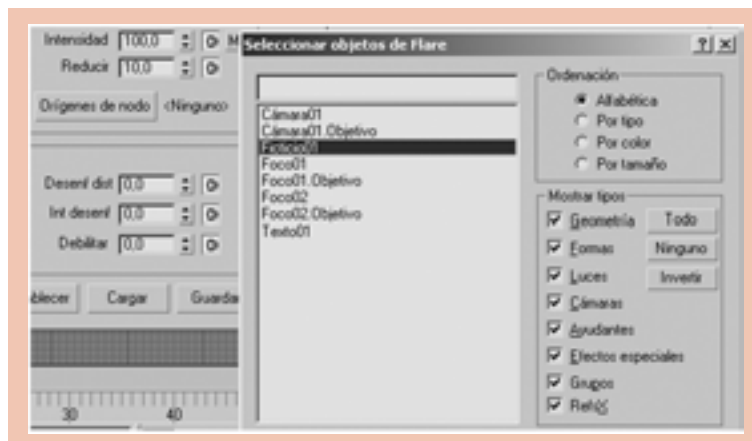 Intensidad 100,0
Reducir 10,0
Orígenes de nodo <Ninguno>
Desenf dist 0,0
Int desenf 0,0
Debilitar 0,0
blecer Cargar Guardar
30 40
Seleccionar objetos de Flare
Cámara01
Cámara01.Objetivo
Ficticio01
Foco01
Foco01.Objetivo
Foco02
Foco02.Objetivo
Texto01
Ordenación
Alfabética
Por tipo
Por color
Por tamaño
Mostrar tipos
Geometría Todo
Formas Ninguno
Luces Invertir
Cámaras
Ayudantes
Efectos especiales
Grupos